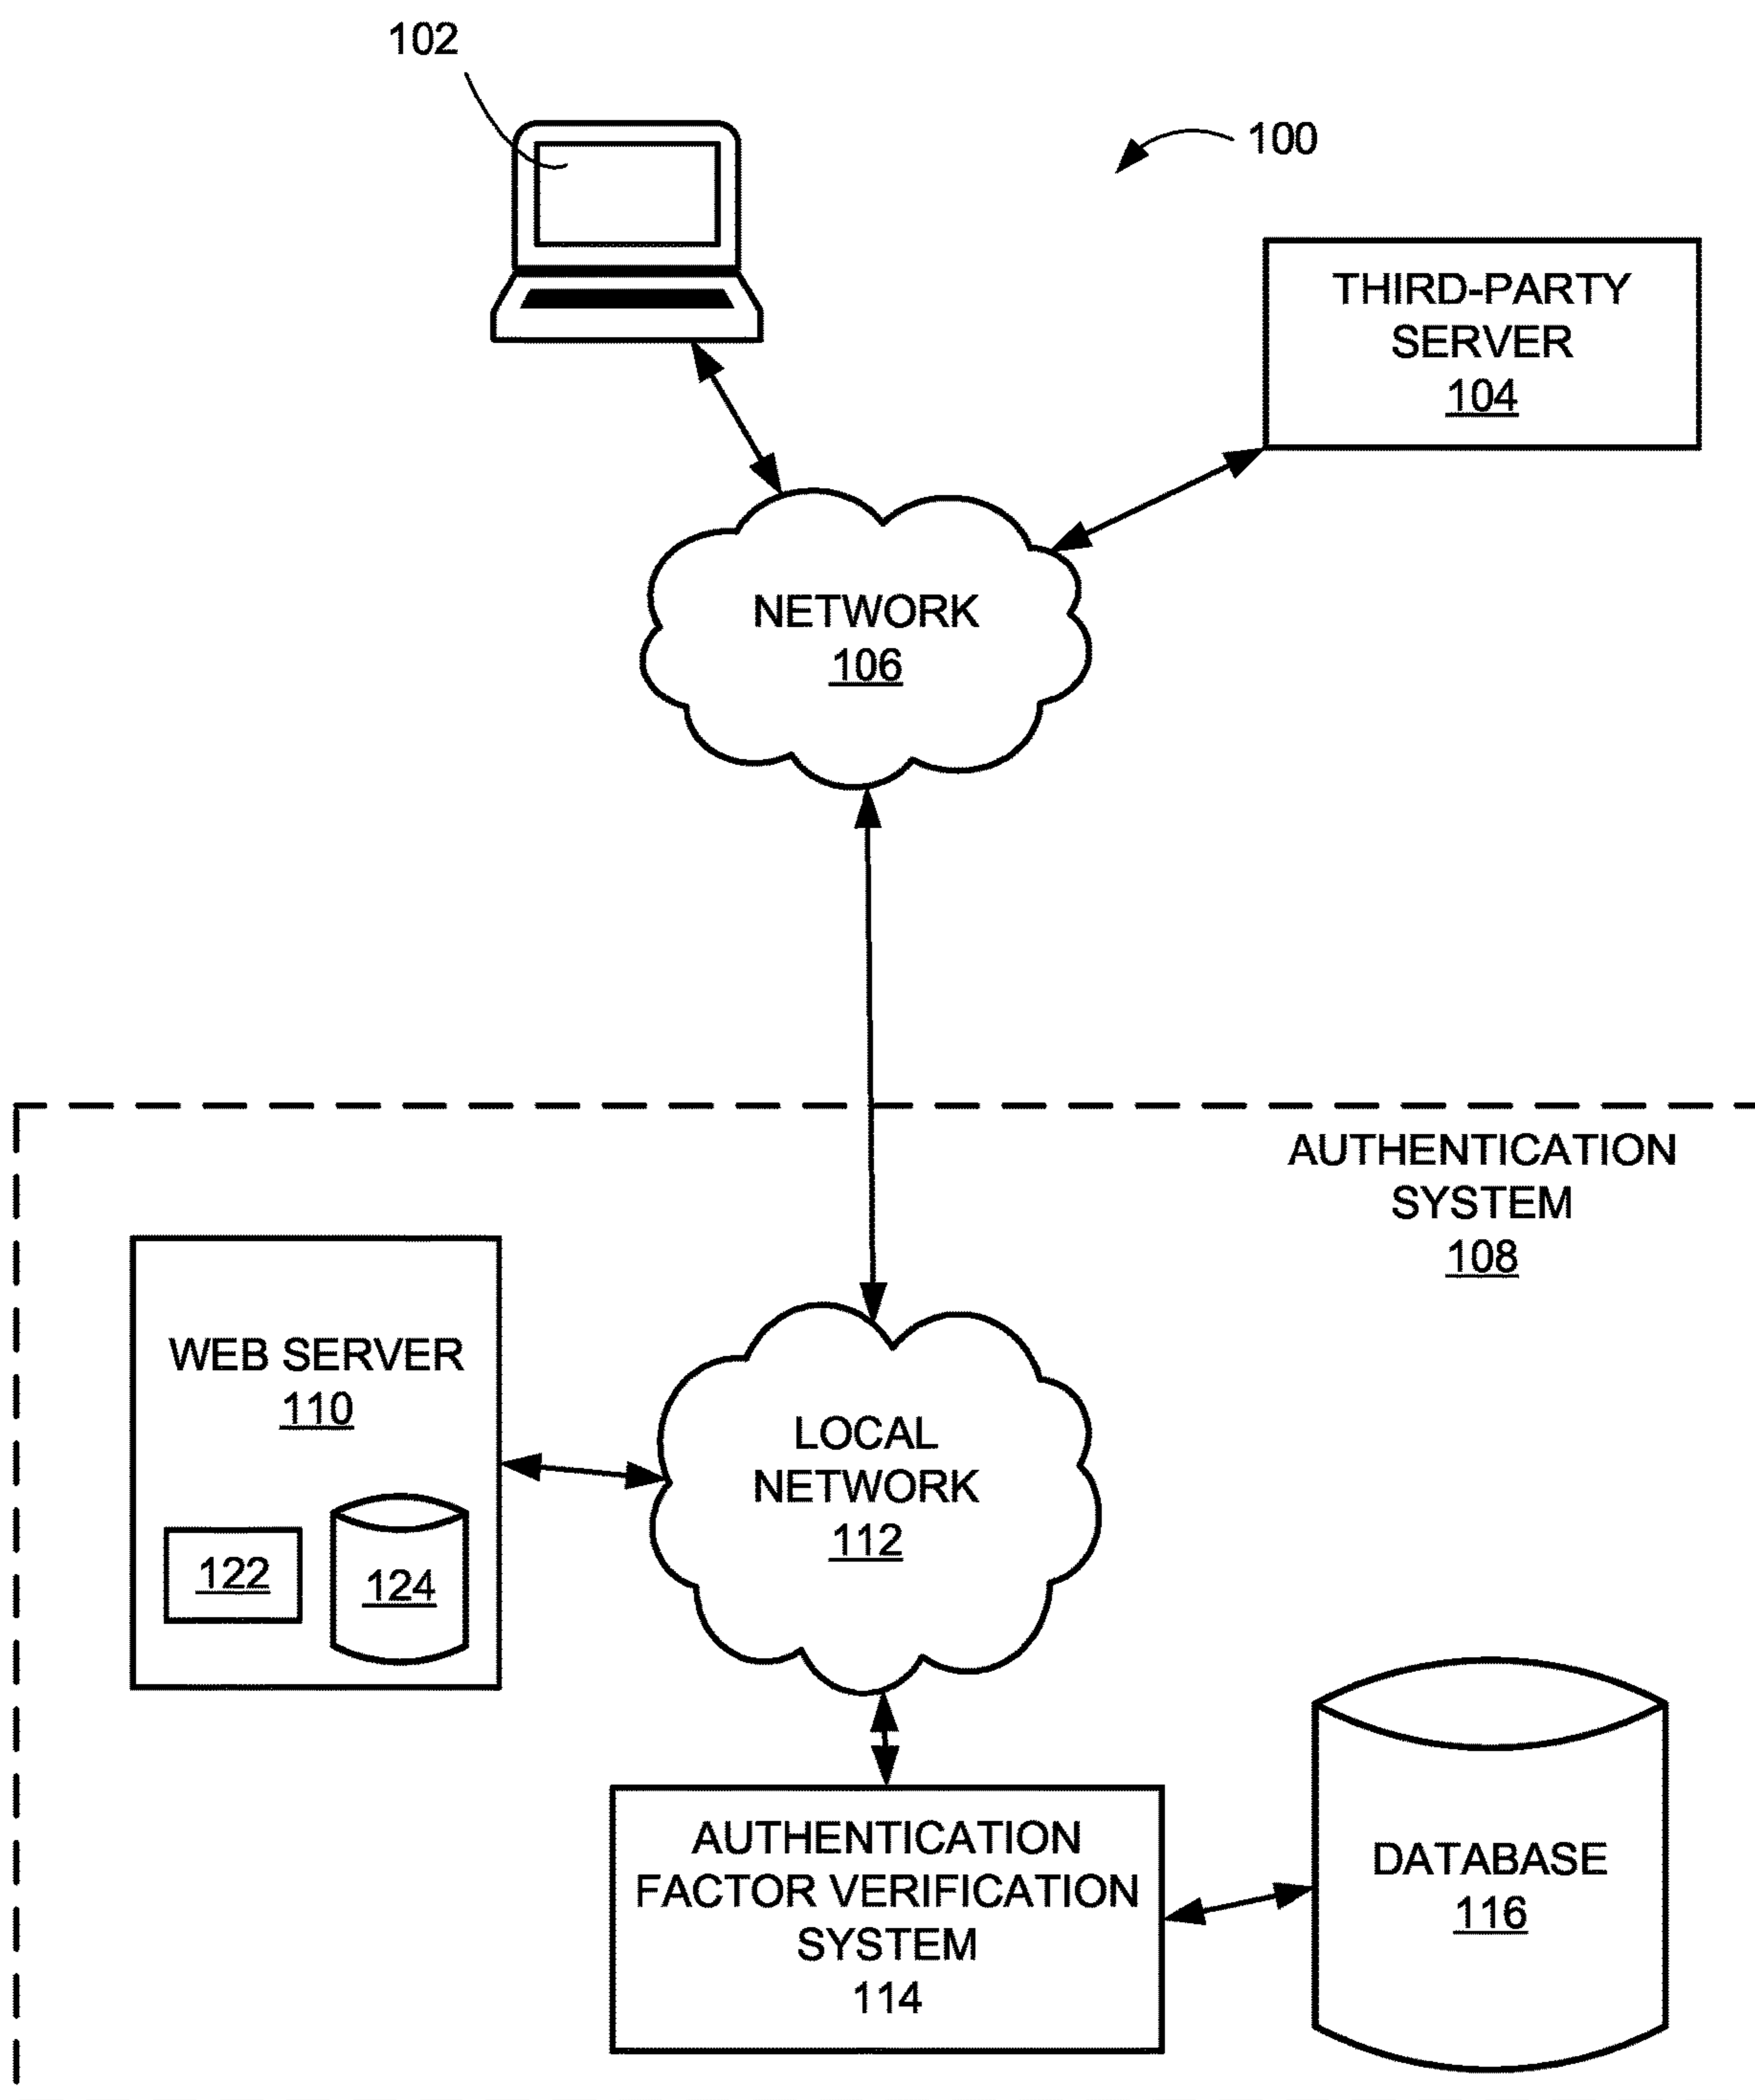 102
100
THIRD-PARTY
SERVER
104
NETWORK
106
AUTHENTICATION
SYSTEM
108
WEB SERVER
110
122
124
LOCAL
NETWORK
112
AUTHENTICATION
FACTOR VERIFICATION
SYSTEM
114
DATABASE
116